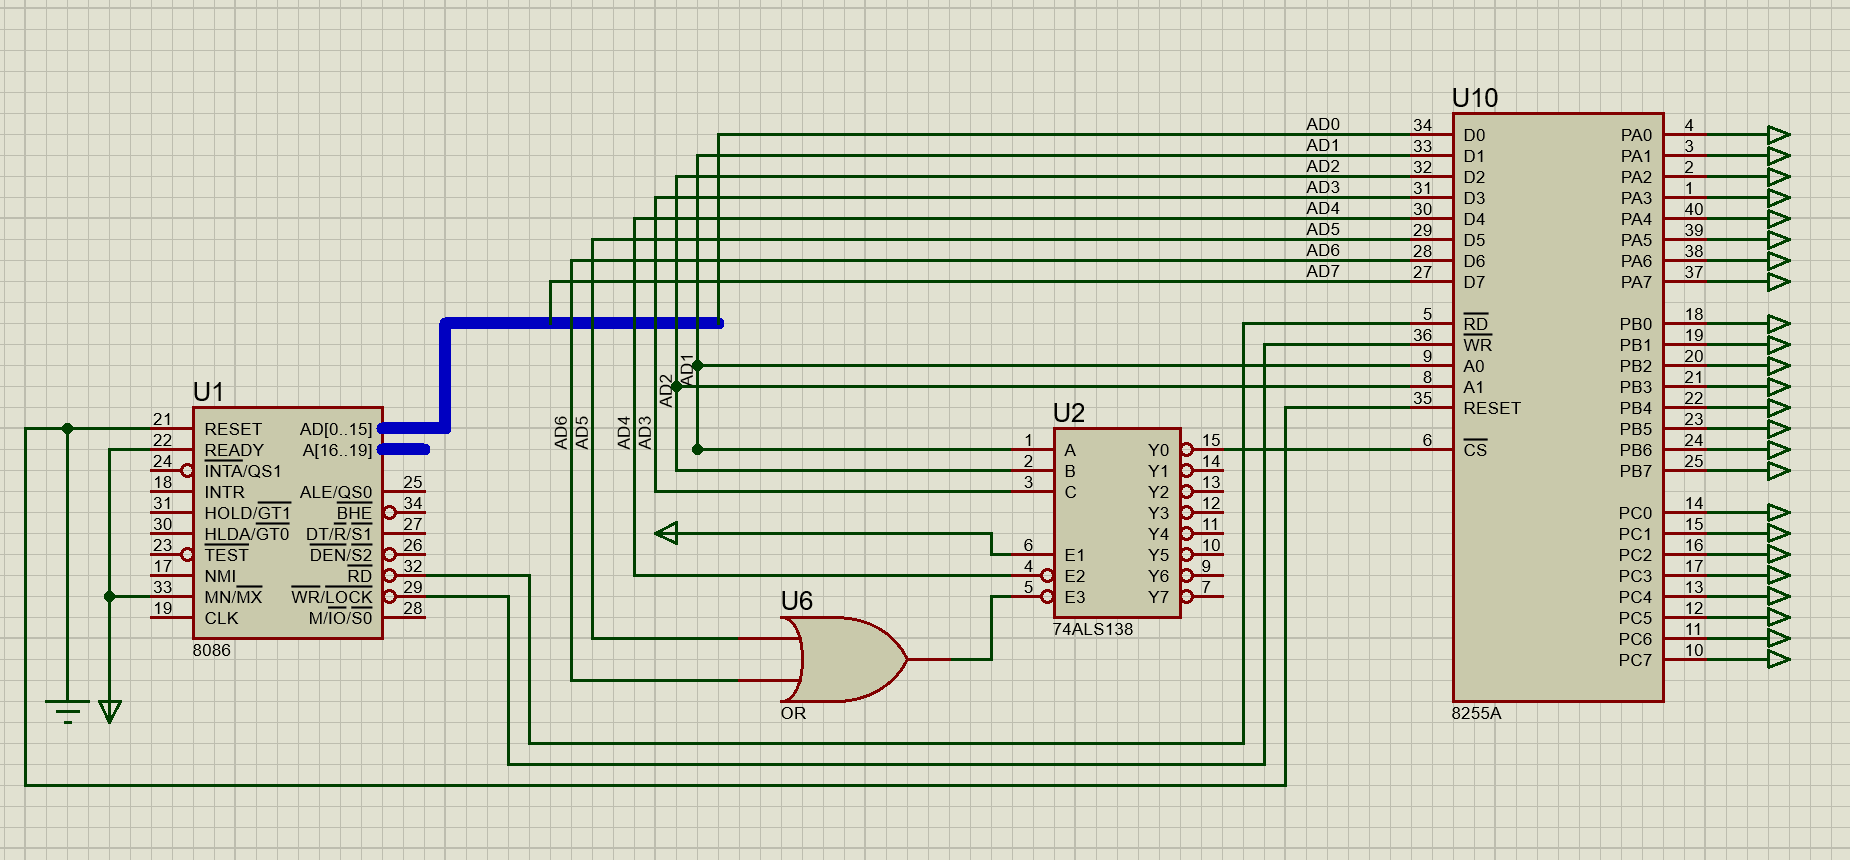 U10
AD0 34 D0 PA0 4
AD1 33 D1 PA1 3
AD2 32 D2 PA2 2
AD3 31 D3 PA3 1
AD4 30 D4 PA4 40
AD5 29 D5 PA5 39
AD6 28 D6 PA6 38
AD7 27 D7 PA7 37
5 RD PB0 18
36 WR PB1 19
9 A0 PB2 20
8 A1 PB3 21
35 RESET PB4 22
PB5 23
6 CS PB6 24
PB7 25
PC0 14
PC1 15
PC2 16
PC3 17
PC4 13
PC5 12
PC6 11
PC7 10
8255A
AD1
AD2
AD6
AD5
AD4
AD3
U1
21 RESET AD[0..15]
22 READY A[16..19]
24 INTA/QS1
18 INTR ALE/QS0 25
31 HOLD/GT1 BHE 34
30 HLDA/GT0 DT/R/S1 27
23 TEST DEN/S2 26
17 NMI RD 32
33 MN/MX WR/LOCK 29
19 CLK M/IO/S0 28
8086
U2
1 A Y0 15
2 B Y1 14
3 C Y2 13
Y3 12
Y4 11
6 E1 Y5 10
4 E2 Y6 9
5 E3 Y7 7
74ALS138
U6
OR